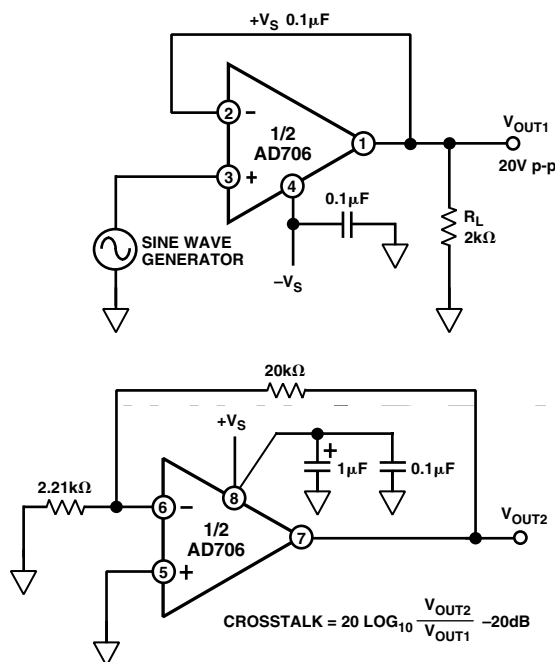 +VS 0.1μF
2 –
1/2
AD706
1
VOUT1
20V p-p
3 +
4
0.1μF
RL
2kΩ
SINE WAVE
GENERATOR
–VS
20kΩ
+VS
+
1μF
0.1μF
2.21kΩ
6 –
8
1/2
AD706
7
VOUT2
5 +
CROSSTALK = 20 LOG10 VOUT2/VOUT1 –20dB